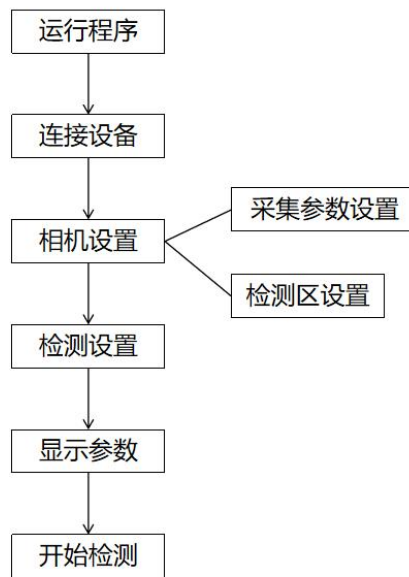 运行程序
连接设备
相机设置
采集参数设置
检测区设置
检测设置
显示参数
开始检测